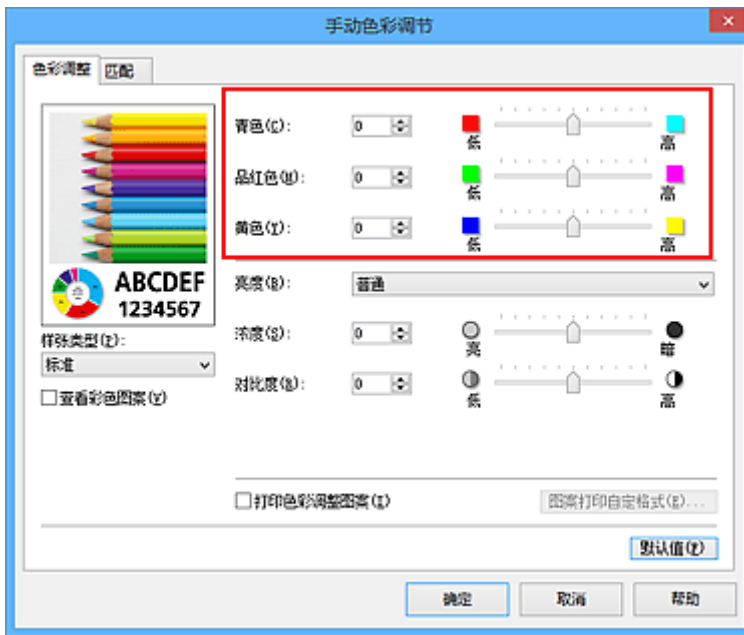 手动色彩调节
色彩调整 匹配
青色(C): 0 低 高
品红色(M): 0 低 高
黄色(Y): 0 低 高
ABCDEF
1234567
亮度(B): 普通
样张类型(P):
标准
浓度(S): 0 亮 暗
查看彩色图案(V)
对比度(R): 0 低 高
打印色彩调整图案(I) 图案打印自定格式(E)...
默认值(F)
确定 取消 帮助